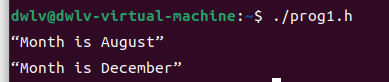 dwlv@dwlv-virtual-machine:~$ ./prog1.h
“Month is August”
“Month is December”